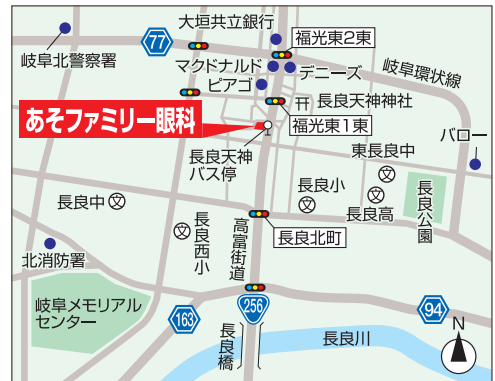 大垣共立銀行
福光東2東
77
岐阜北警察署
マクドナルド
デニーズ
岐阜環状線
ピアゴ
長良天神神社
あそファミリー眼科
福光東1東
バロー
長良天神
バス停
東長良中
長良小
長良中
文
文
文
文
長良高
長良公園
長良西小
高富街道
長良北町
北消防署
岐阜メモリアル
センター
163
256
94
長良橋
長良川
N